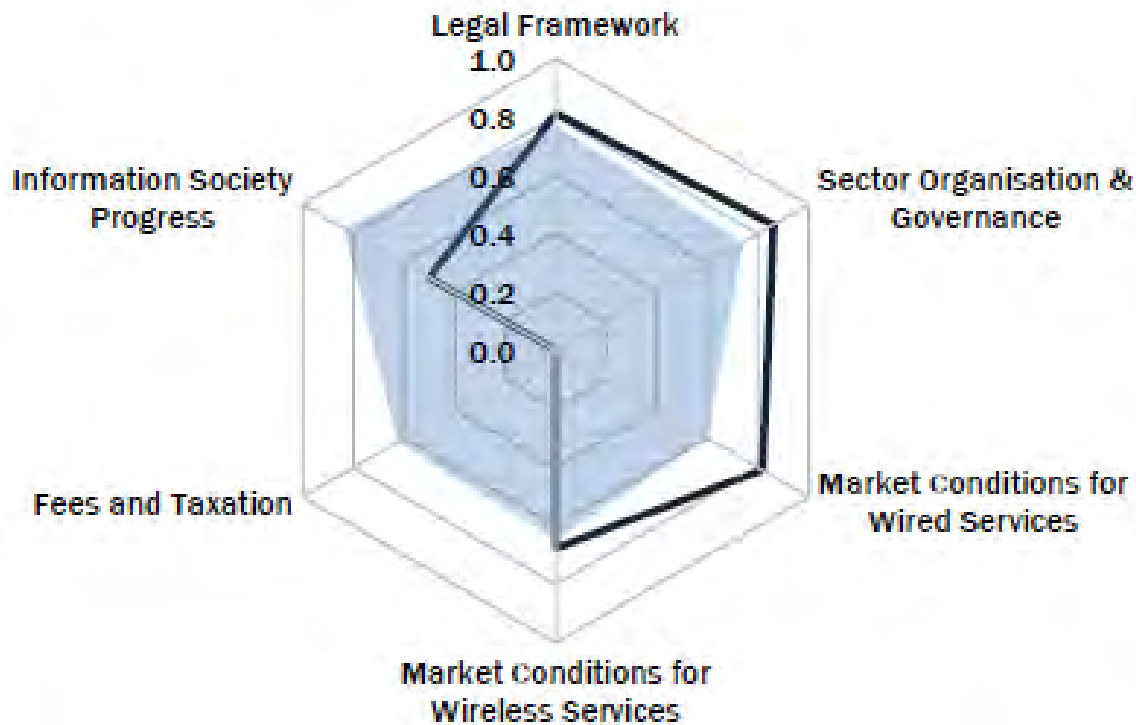 Legal Framework
1.0
0.8
0.6
0.4
0.2
0.0
Information Society
Progress
Sector Organisation &
Governance
Fees and Taxation
Market Conditions for
Wired Services
Market Conditions for
Wireless Services